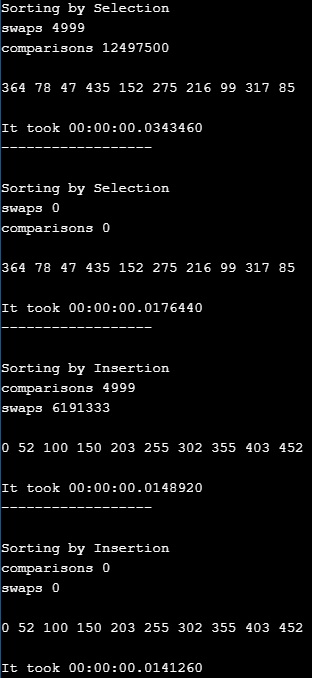 Sorting by Selection
swaps 4999
comparisons 12497500
364 78 47 435 152 275 216 99 317 85
It took 00:00:00.0343460
------------------
Sorting by Selection
swaps 0
comparisons 0
364 78 47 435 152 275 216 99 317 85
It took 00:00:00.0176440
------------------
Sorting by Insertion
comparisons 4999
swaps 6191333
0 52 100 150 203 255 302 355 403 452
It took 00:00:00.0148920
------------------
Sorting by Insertion
comparisons 0
swaps 0
0 52 100 150 203 255 302 355 403 452
It took 00:00:00.0141260